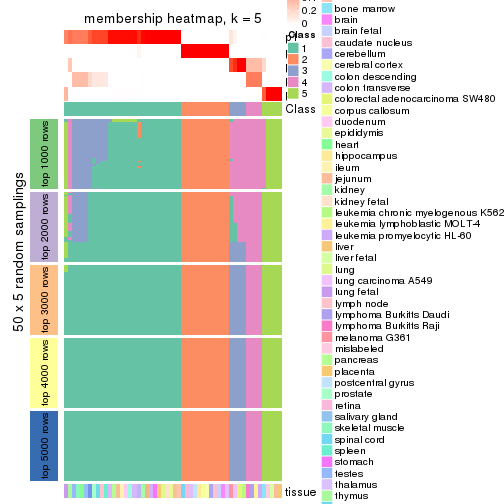 membership heatmap, k = 5
50 x 5 random samplings
top 1000 rows
top 2000 rows
top 3000 rows
top 4000 rows
top 5000 rows
Class
tissue
0.2
0
Class
1
2
3
4
5
bone marrow
brain
brain fetal
caudate nucleus
cerebellum
cerebral cortex
colon descending
colon transverse
colorectal adenocarcinoma SW480
corpus callosum
duodenum
epididymis
heart
hippocampus
ileum
jejunum
kidney
kidney fetal
leukemia chronic myelogenous K562
leukemia lymphoblastic MOLT-4
leukemia promyelocytic HL-60
liver
liver fetal
lung
lung carcinoma A549
lung fetal
lymph node
lymphoma Burkitts Daudi
lymphoma Burkitts Raji
melanoma G361
mislabeled
pancreas
placenta
postcentral gyrus
prostate
retina
salivary gland
skeletal muscle
spinal cord
spleen
stomach
testes
thalamus
thymus